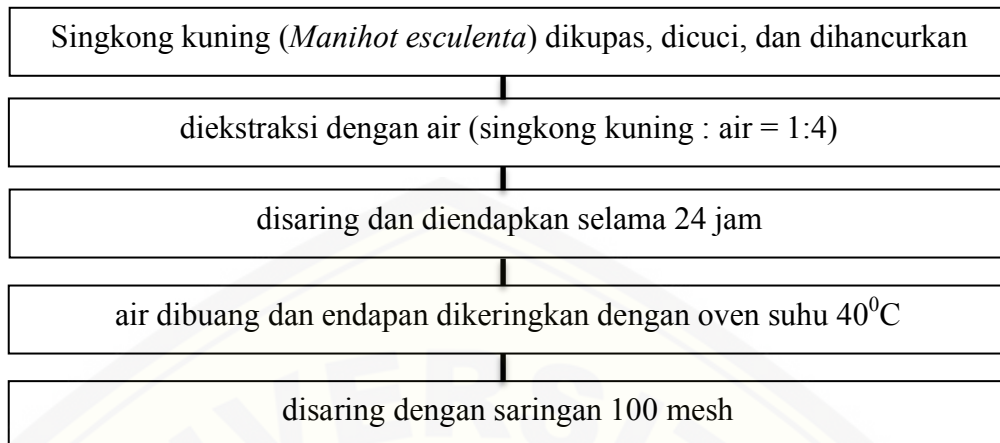 Singkong kuning (Manihot esculenta) dikupas, dicuci, dan dihancurkan
diekstraksi dengan air (singkong kuning : air = 1:4)
disaring dan diendapkan selama 24 jam
air dibuang dan endapan dikeringkan dengan oven suhu 40⁰C
disaring dengan saringan 100 mesh